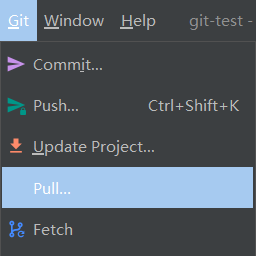 Git Window Help git-test -
Commit...
Push... Ctrl+Shift+K
Update Project...
Pull...
Fetch